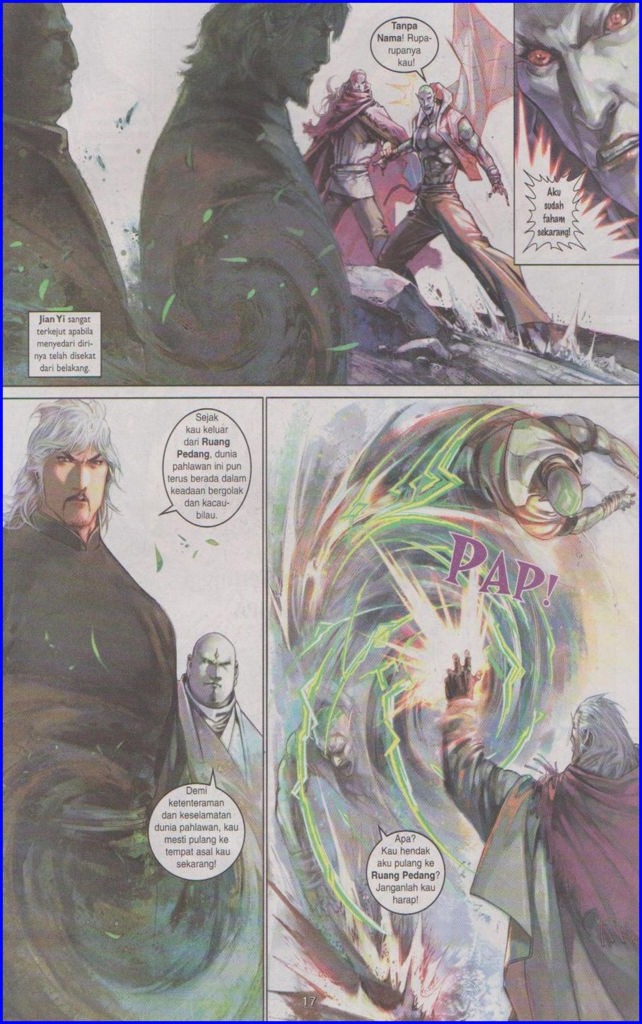 Tanpa
Nama! Rupa-
rupanya
kau!
Aku
sudah
faham
sekarang!
Jian Yi sangat
terkejut apabila
menyedari diri-
nya telah disekat
dari belakang.
Sejak
kau keluar
dari Ruang
Pedang, dunia
pahlawan ini pun
terus berada dalam
keadaan bergolak
dan kacau-
bilau.
Demi
ketenteraman
dan keselamatan
dunia pahlawan, kau
mesti pulang ke
tempat asal kau
sekarang!
PAP!
Apa?
Kau hendak
aku pulang ke
Ruang Pedang?
Janganlah kau
harap!
17